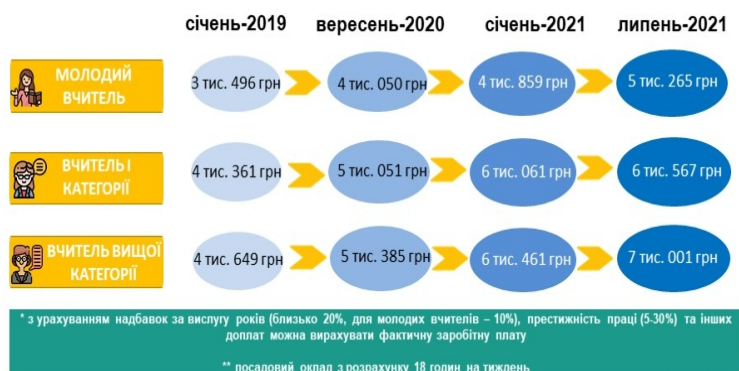 січень-2019 вересень-2020 січень-2021 липень-2021
МОЛОДИЙ
ВЧИТЕЛЬ
3 тис. 496 грн 4 тис. 050 грн 4 тис. 859 грн 5 тис. 265 грн
ВЧИТЕЛЬ І
КАТЕГОРІЇ
4 тис. 361 грн 5 тис. 051 грн 6 тис. 061 грн 6 тис. 567 грн
ВЧИТЕЛЬ ВИЩОЇ
КАТЕГОРІЇ
4 тис. 649 грн 5 тис. 385 грн 6 тис. 461 грн 7 тис. 001 грн
* з урахуванням надбавок за вислугу років (близько 20%, для молодих вчителів – 10%), престижність праці (5-30%) та інших
доплат можна вирахувати фактичну заробітну плату
** посадовий оклад з розрахунку 18 годин на тиждень